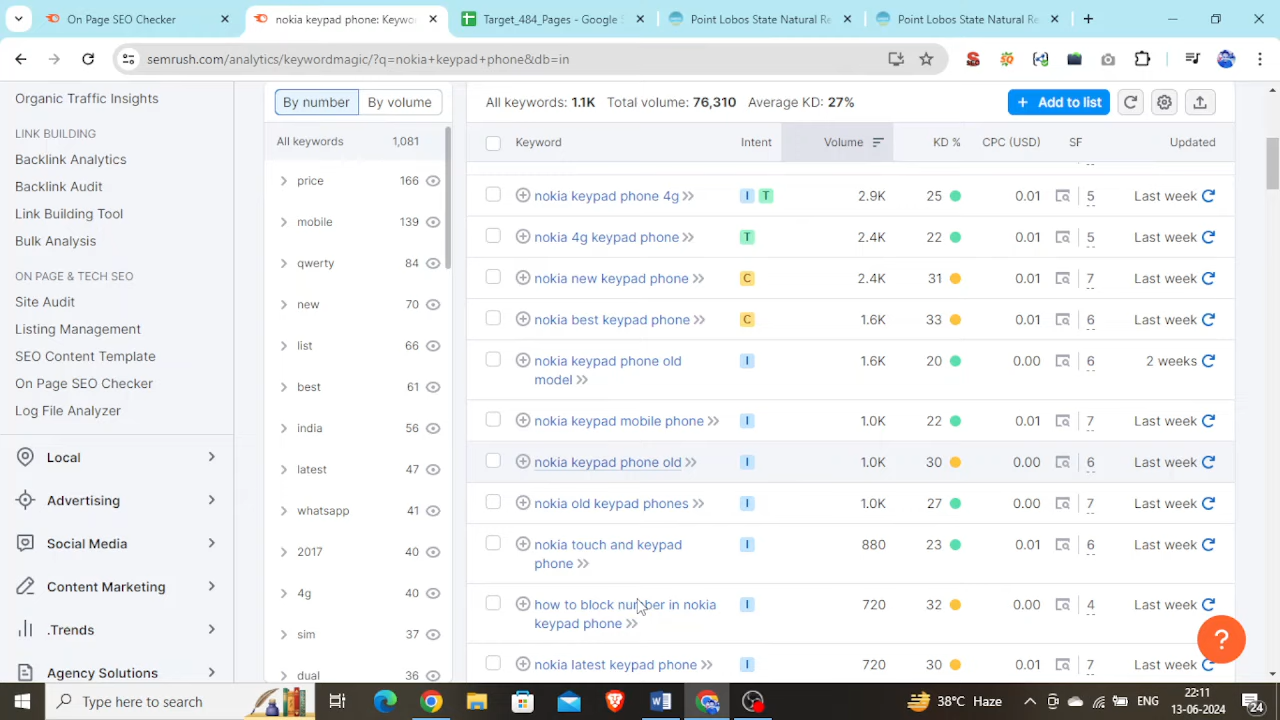 On Page SEO Checker
nokia keypad phone: Keywor
Target_484_Pages - Google S
Point Lobos State Natural Re
Point Lobos State Natural Re
semrush.com/analytics/keywordmagic/?q=nokia+keypad+phone&db=in
Organic Traffic Insights
LINK BUILDING
Backlink Analytics
Backlink Audit
Link Building Tool
Bulk Analysis
ON PAGE & TECH SEO
Site Audit
Listing Management
SEO Content Template
On Page SEO Checker
Log File Analyzer
Local
Advertising
Social Media
Content Marketing
.Trends
Agency Solutions
By number By volume
All keywords 1,081
price 166
mobile 139
qwerty 84
new 70
list 66
best 61
india 56
latest 47
whatsapp 41
2017 40
4g 40
sim 37
dual 36
All keywords: 1.1K Total volume: 76,310 Average KD: 27%
+ Add to list
Keyword Intent Volume KD % CPC (USD) SF Updated
nokia keypad phone 4g I T 2.9K 25 0.01 5 Last week
nokia 4g keypad phone T 2.4K 22 0.01 5 Last week
nokia new keypad phone C 2.4K 31 0.01 7 Last week
nokia best keypad phone C 1.6K 33 0.01 6 Last week
nokia keypad phone old I 1.6K 20 0.00 6 2 weeks
model
nokia keypad mobile phone I 1.0K 22 0.01 7 Last week
nokia keypad phone old I 1.0K 30 0.00 6 Last week
nokia old keypad phones I 1.0K 27 0.00 7 Last week
nokia touch and keypad I 880 23 0.01 6 Last week
phone
how to block number in nokia I 720 32 0.00 4 Last week
keypad phone
nokia latest keypad phone I 720 30 0.01 7 Last week
?
Type here to search
38°C Haze
ENG
22:11
13-06-2024
24